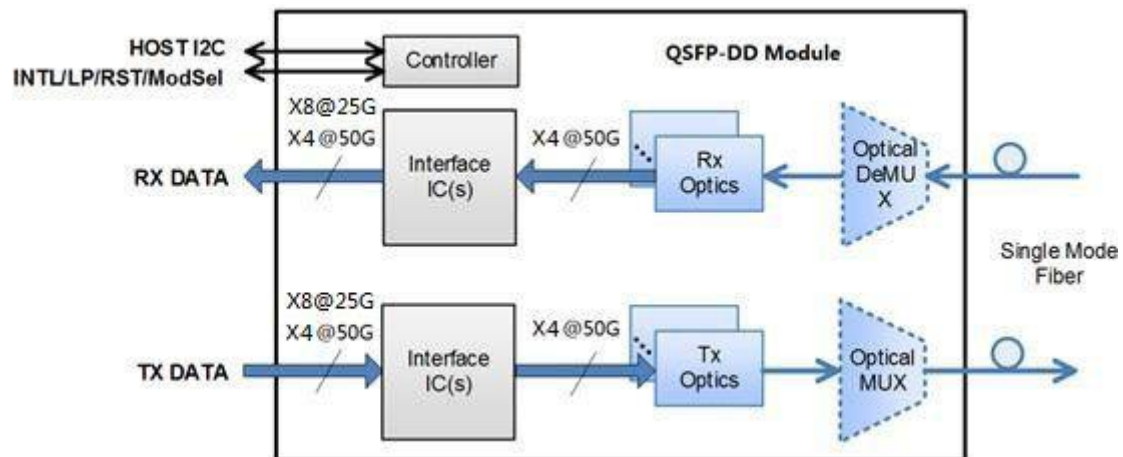 HOST I2C
INTL/LP/RST/ModSel
Controller
QSFP-DD Module
X8@25G
X4@50G
RX DATA
Interface
IC(s)
X4@50G
Rx
Optics
Optical
DeMU
X
Single Mode
Fiber
X8@25G
X4@50G
TX DATA
Interface
IC(s)
X4@50G
Tx
Optics
Optical
MUX